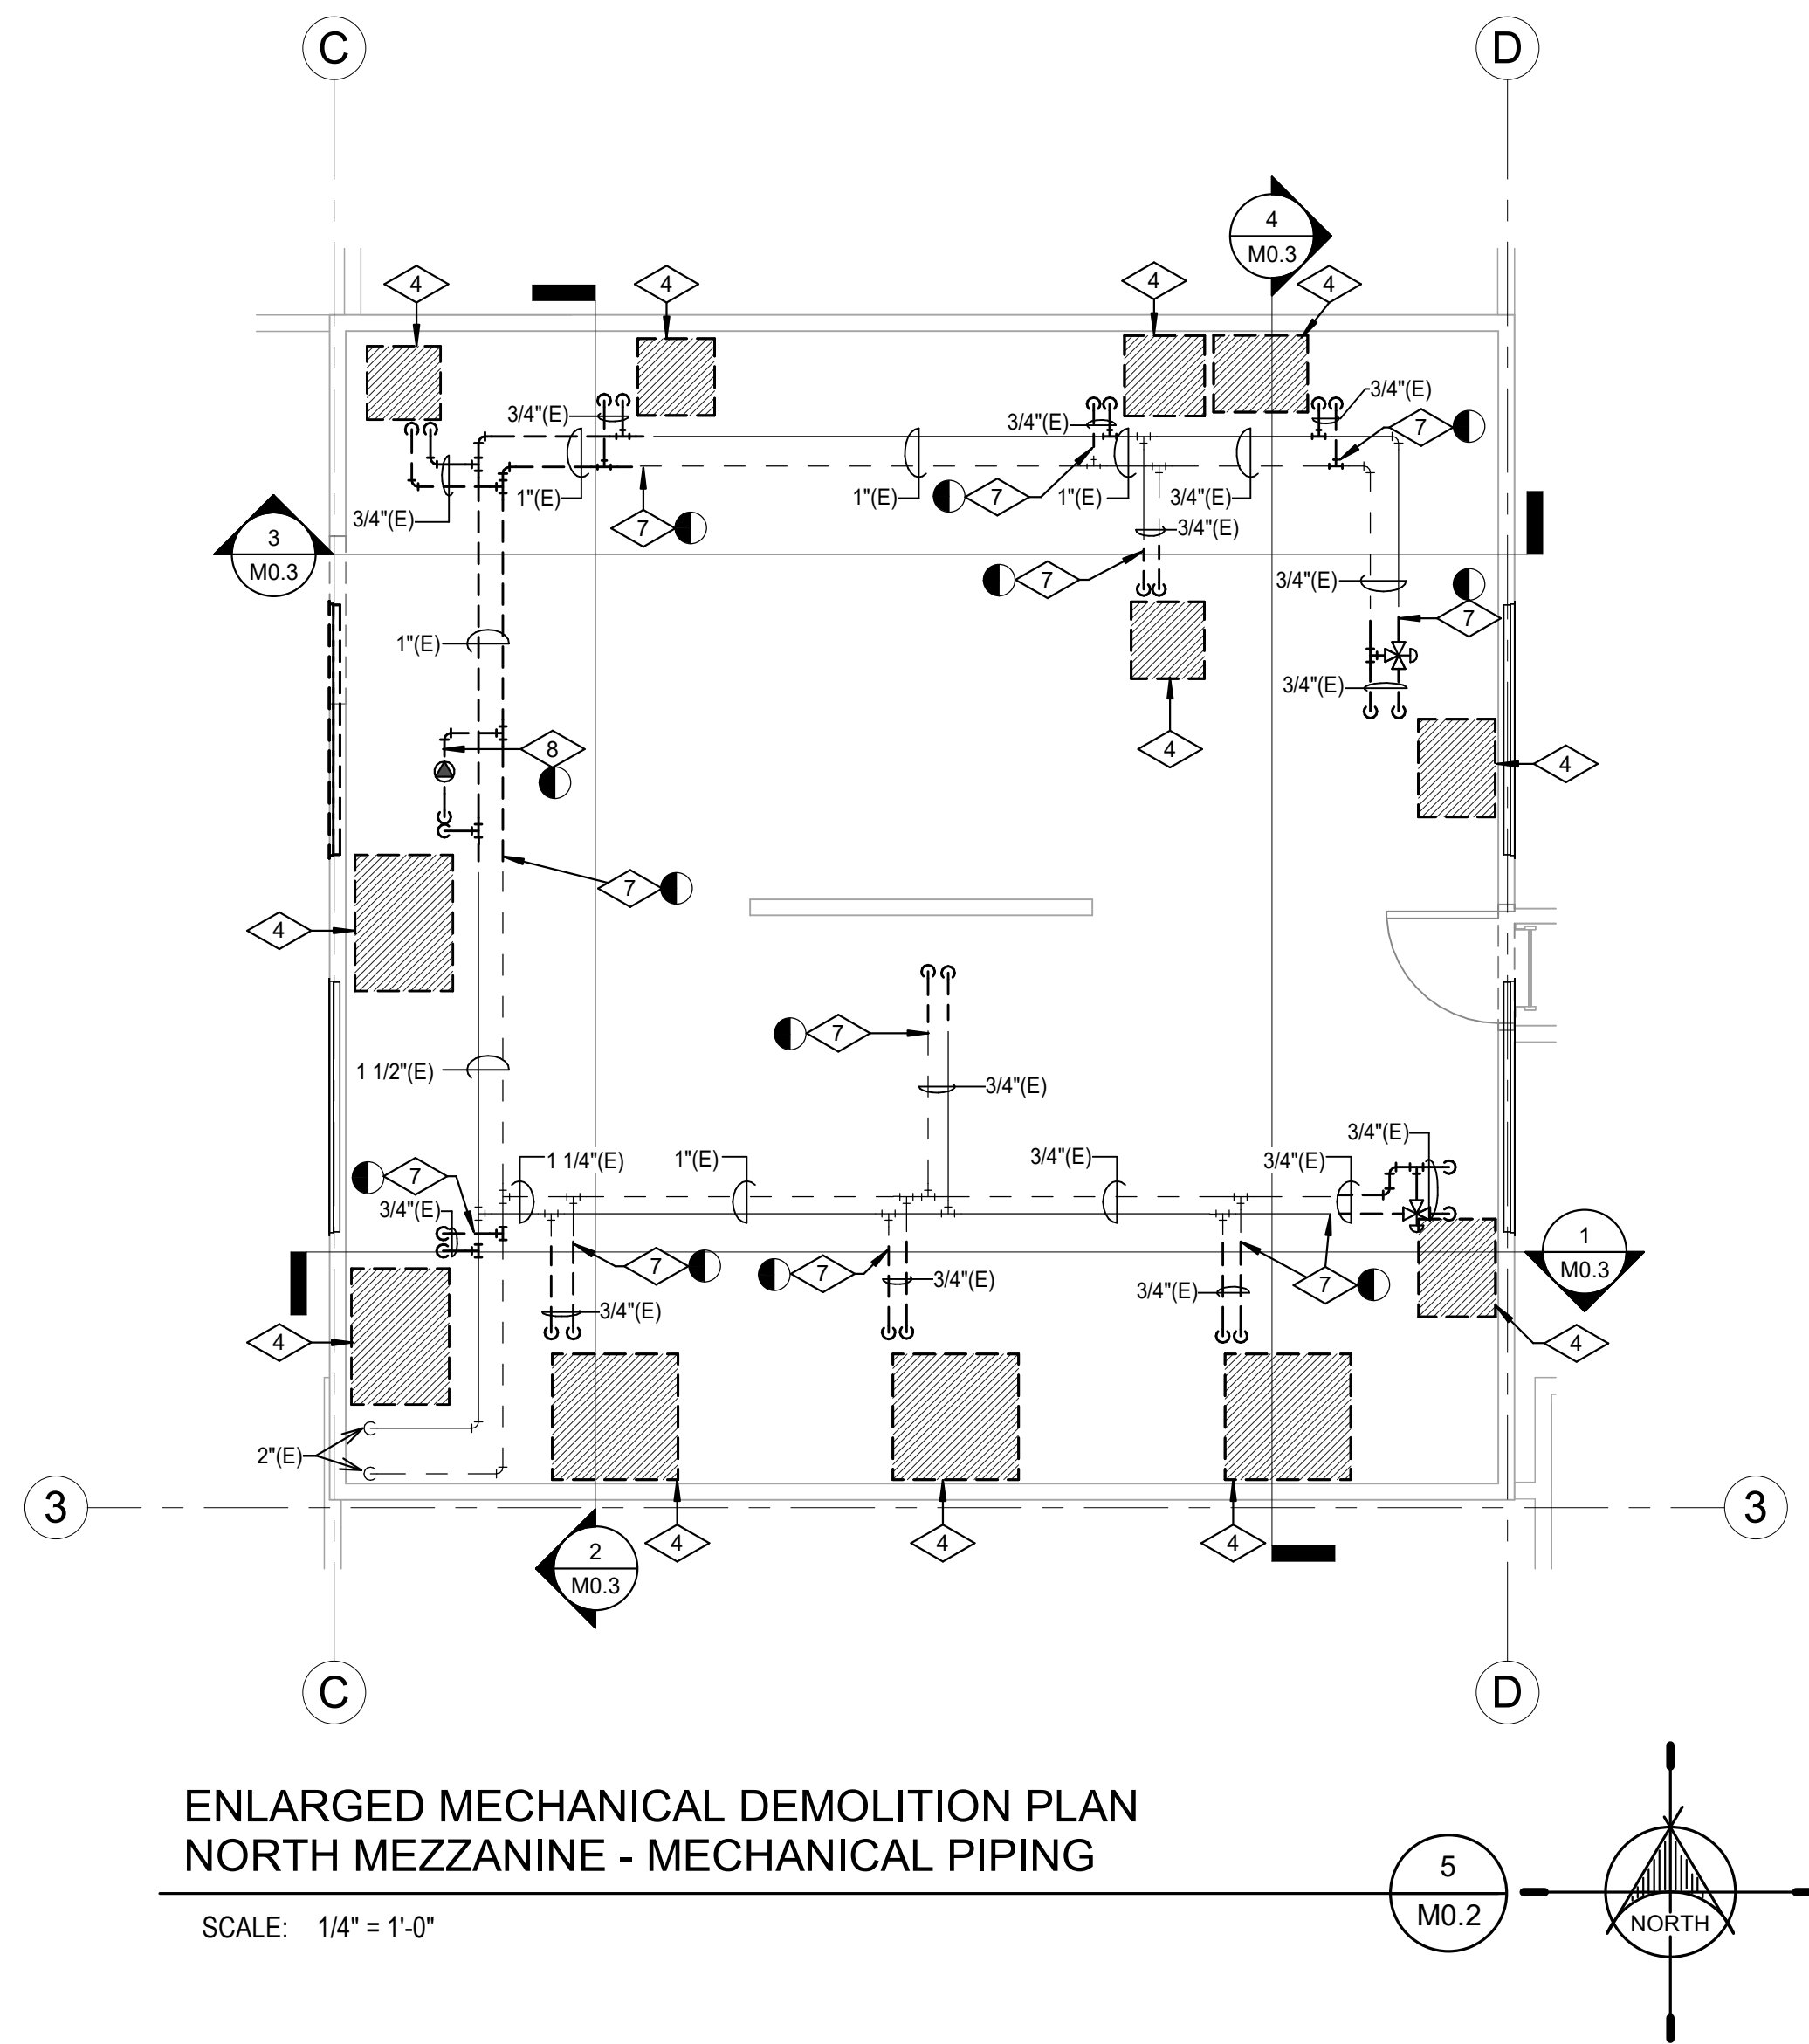 C
D
4
M0.3
4
4
4
4
3/4"(E)
3/4"(E)
3/4"(E)
7
1"(E)
1"(E)
7
1"(E)
3/4"(E)
3/4"(E)
7
3/4"(E)
3
M0.3
7
3/4"(E)
7
1"(E)
3/4"(E)
8
4
4
7
4
7
1 1/2"(E)
3/4"(E)
7
1 1/4"(E)
1"(E)
3/4"(E)
3/4"(E)
3/4"(E)
3/4"(E)
1
M0.3
7
7
7
3/4"(E)
3/4"(E)
3/4"(E)
4
4
2"(E)
3
3
4
4
4
2
M0.3
C
D
ENLARGED MECHANICAL DEMOLITION PLAN
NORTH MEZZANINE - MECHANICAL PIPING
5
M0.2
NORTH
SCALE: 1/4" = 1'-0"